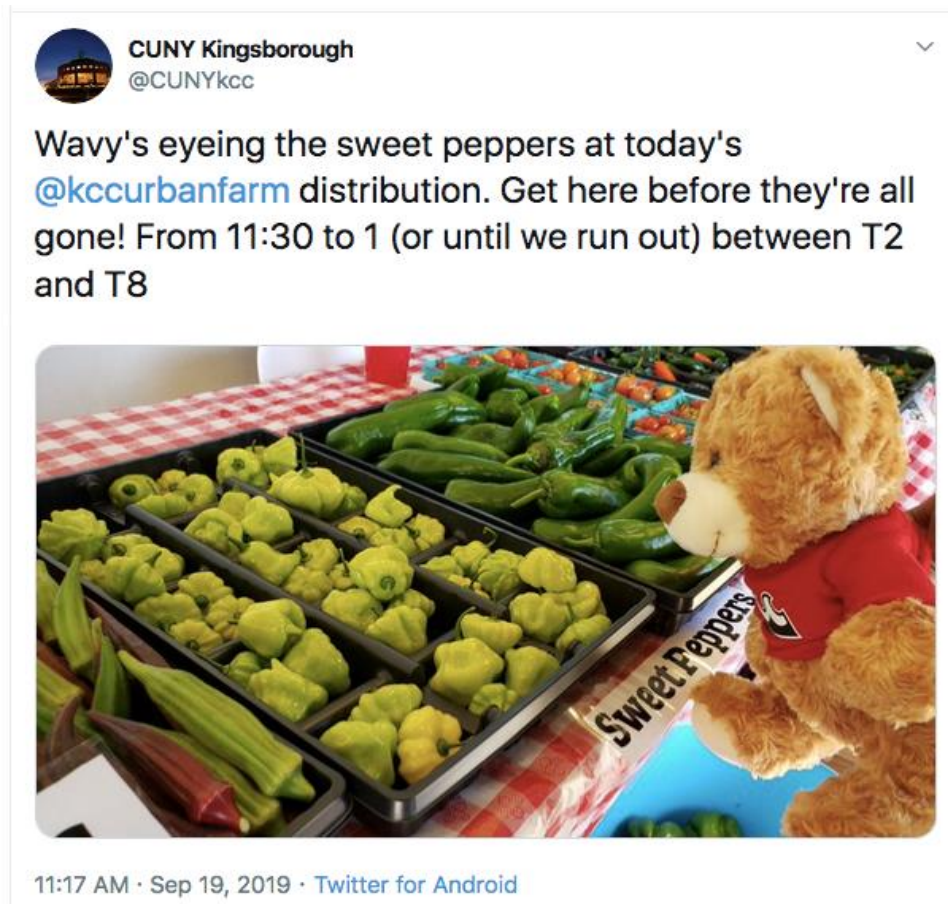 CUNY Kingsborough
@CUNYkcc
Wavy's eyeing the sweet peppers at today's
@kccurbanfarm distribution. Get here before they're all
gone! From 11:30 to 1 (or until we run out) between T2
and T8
Sweet Peppers
11:17 AM · Sep 19, 2019 · Twitter for Android